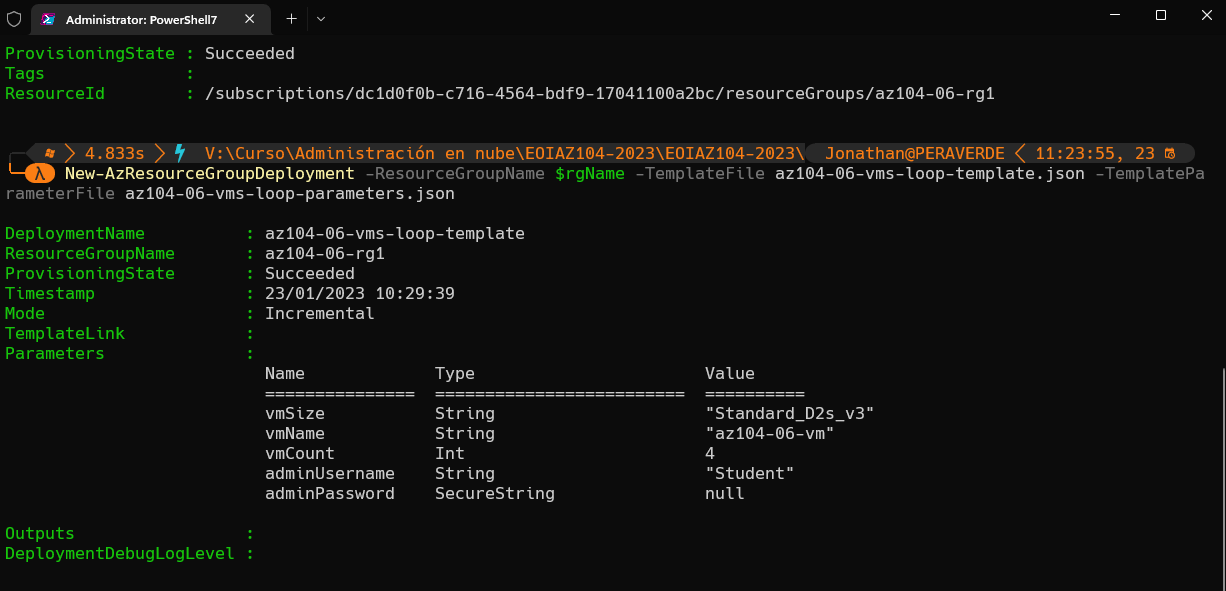 Administrator: PowerShell7
ProvisioningState : Succeeded
Tags :
ResourceId : /subscriptions/dc1d0f0b-c716-4564-bdf9-17041100a2bc/resourceGroups/az104-06-rg1
4.833s V:\Curso\Administración en nube\EOIAZ104-2023\EOIAZ104-2023\ Jonathan@PERAVERDE 11:23:55, 23
λ New-AzResourceGroupDeployment -ResourceGroupName $rgName -TemplateFile az104-06-vms-loop-template.json -TemplatePa
rameterFile az104-06-vms-loop-parameters.json
DeploymentName : az104-06-vms-loop-template
ResourceGroupName : az104-06-rg1
ProvisioningState : Succeeded
Timestamp : 23/01/2023 10:29:39
Mode : Incremental
TemplateLink :
Parameters :
Name Type Value
=============== ========================= ==========
vmSize String "Standard_D2s_v3"
vmName String "az104-06-vm"
vmCount Int 4
adminUsername String "Student"
adminPassword SecureString null
Outputs :
DeploymentDebugLogLevel :